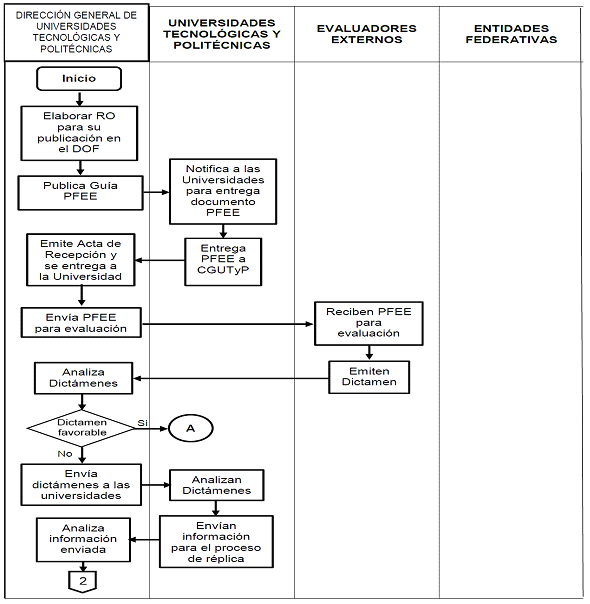 DIRECCIÓN GENERAL DE
UNIVERSIDADES
TECNOLÓGICAS Y
POLITÉCNICAS
UNIVERSIDADES
TECNOLÓGICAS Y
POLITÉCNICAS
EVALUADORES
EXTERNOS
ENTIDADES
FEDERATIVAS
Inicio
Elaborar RO
para su
publicación en
el DOF
Publica Guía
PFEE
Notifica a las
Universidades
para entrega
documento
PFEE
Entrega
PFEE a
CGUTyP
Emite Acta de
Recepción y
se entrega a
la Universidad
Envía PFEE
para evaluación
Reciben PFEE
para
evaluación
Emiten
Dictamen
Analiza
Dictámenes
Dictamen
favorable
Si
A
No
Envía
dictámenes a las
universidades
Analizan
Dictámenes
Envían
información
para el proceso
de réplica
Analiza
información
enviada
2